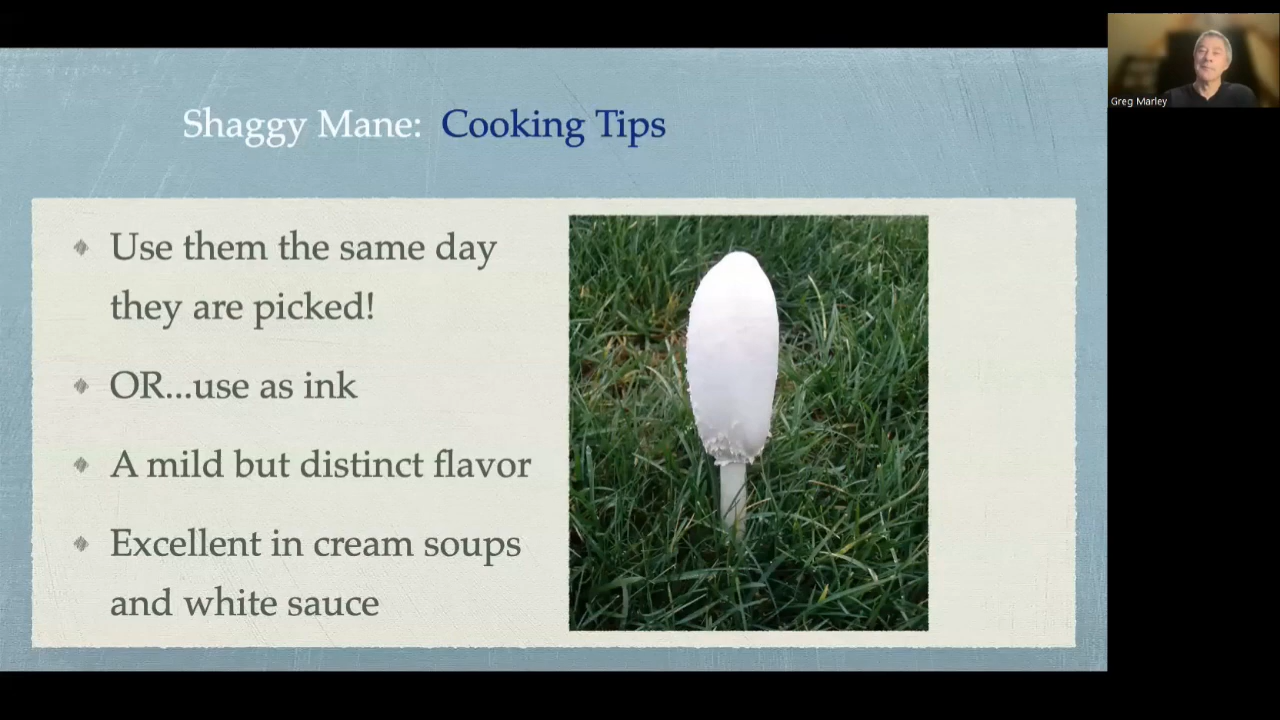 Shaggy Mane: Cooking Tips
Use them the same day
they are picked!
OR...use as ink
A mild but distinct flavor
Excellent in cream soups
and white sauce
Greg Marley